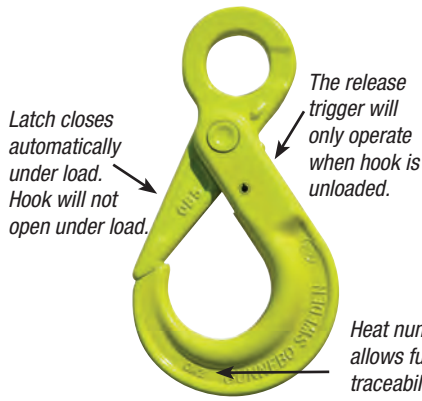 The release
trigger will
only operate
when hook is
unloaded.
Latch closes
automatically
under load.
Hook will not
open under load.
GUNNEBO SWEDEN
Heat num
allows fu
traceabil